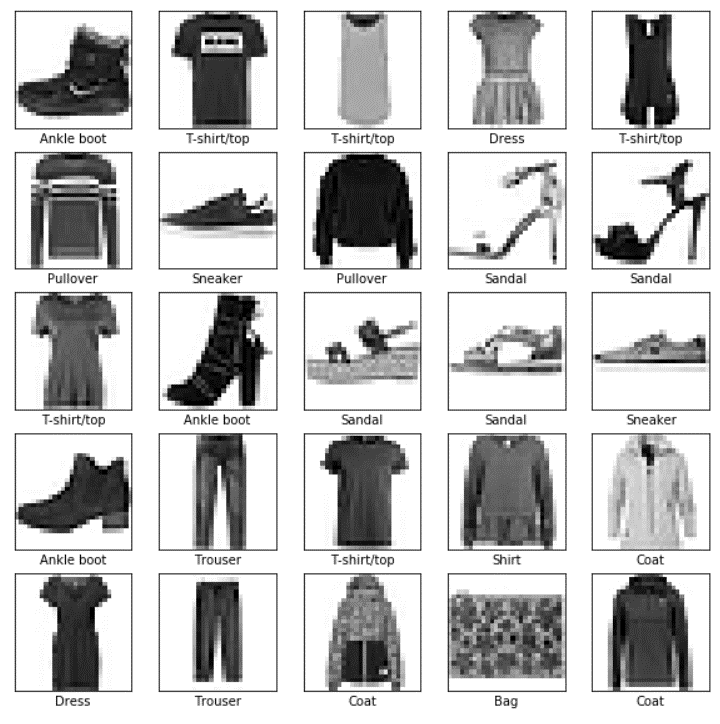 Ankle boot T-shirt/top T-shirt/top Dress T-shirt/top
Pullover Sneaker Pullover Sandal Sandal
T-shirt/top Ankle boot Sandal Sandal Sneaker
Ankle boot Trouser T-shirt/top Shirt Coat
Dress Trouser Coat Bag Coat